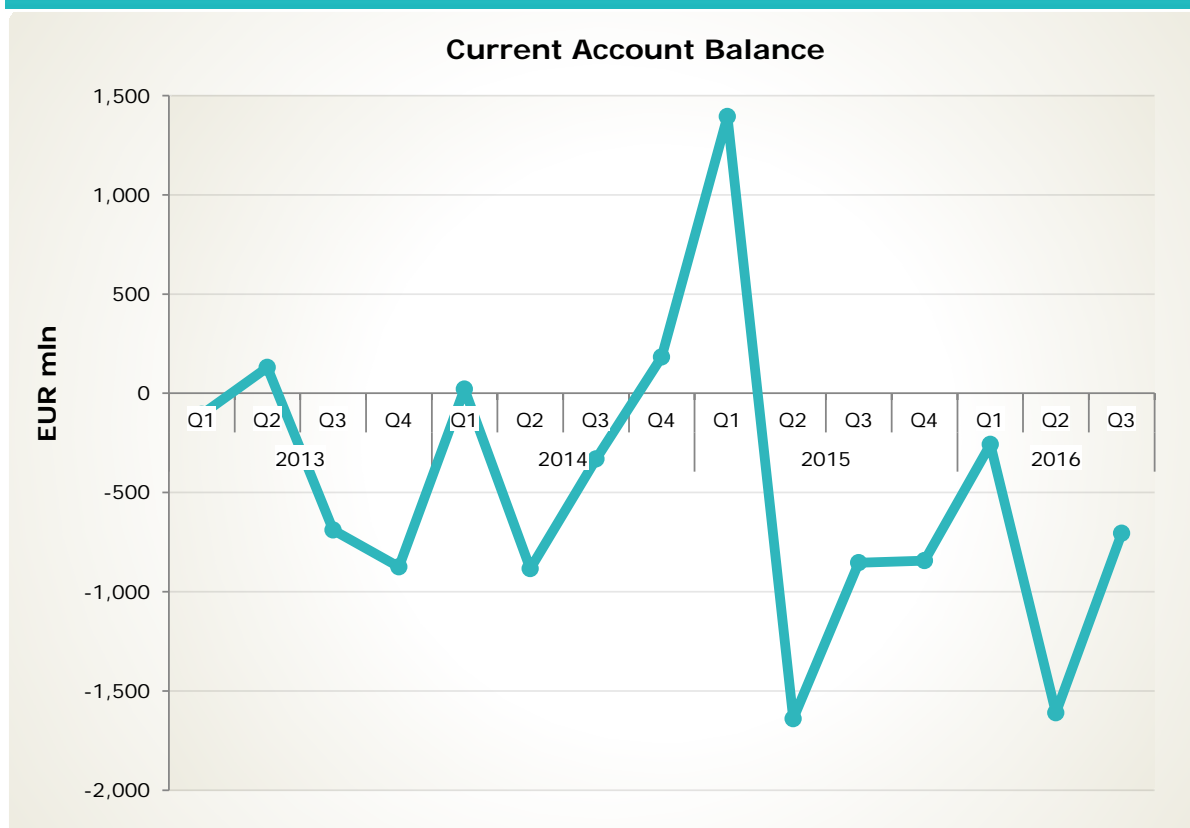 Current Account Balance
1,500
1,000
500
0
-500
-1,000
-1,500
-2,000
EUR mln
Q1 Q2 Q3 Q4 Q1 Q2 Q3 Q4 Q1 Q2 Q3 Q4 Q1 Q2 Q3
2013 2014 2015 2016